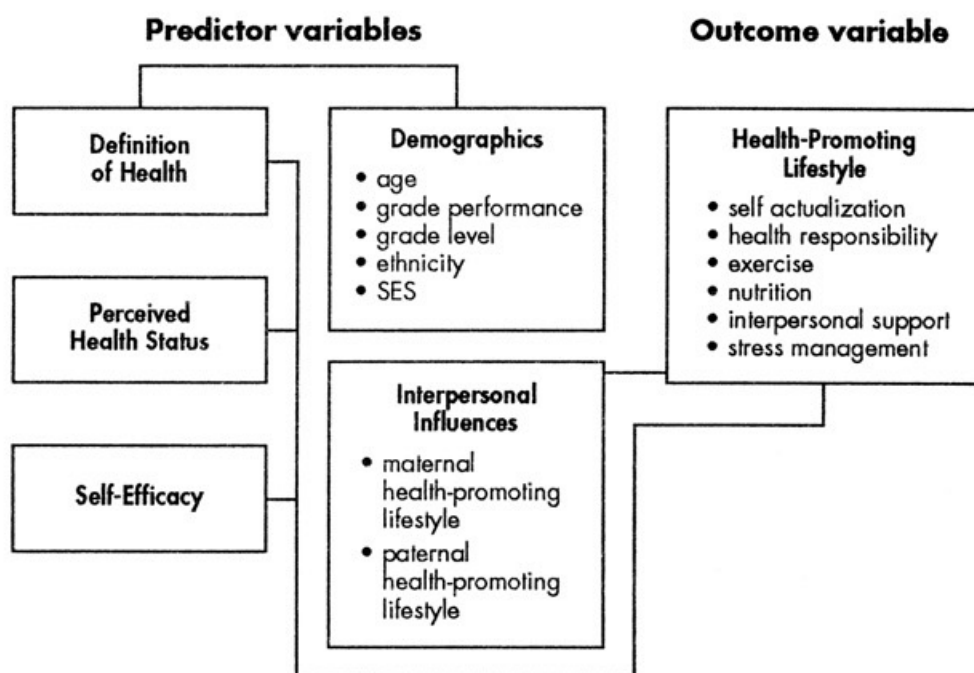 Predictor variables
Outcome variable
Definition
of Health
Perceived
Health Status
Self-Efficacy
Demographics
• age
• grade performance
• grade level
• ethnicity
• SES
Interpersonal
Influences
• maternal
health-promoting
lifestyle
• paternal
health-promoting
lifestyle
Health-Promoting
Lifestyle
• self actualization
• health responsibility
• exercise
• nutrition
• interpersonal support
• stress management